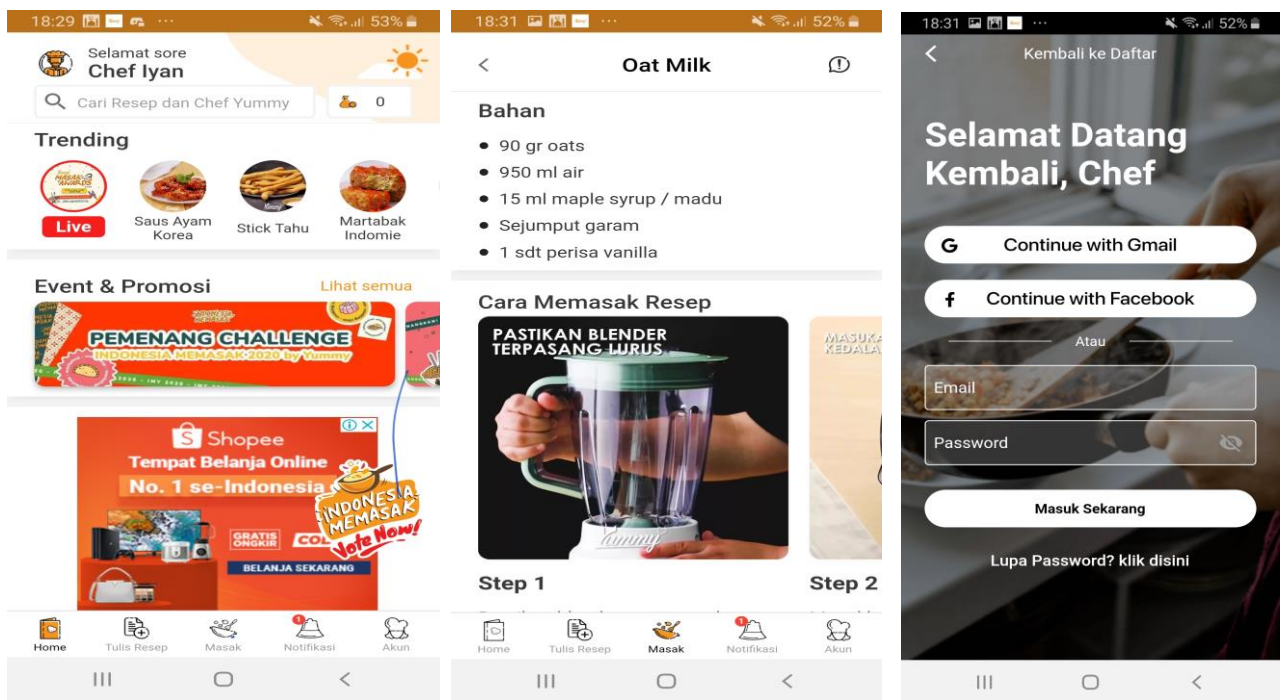 18:29
53%
Selamat sore
Chef Iyan
Cari Resep dan Chef Yummy
0
Trending
MASAK
AWARDS
Live
Saus Ayam
Korea
Stick Tahu
Martabak
Indomie
Event & Promosi
Lihat semua
PEMENANG CHALLENGE
INDONESIA MEMASAK 2020 by Yummy
Shopee
Tempat Belanja Online
No. 1 se-Indonesia
GRATIS
ONGKIR
BELANJA SEKARANG
INDONESIA
MEMASAK
Vote Now!
Home
Tulis Resep
Masak
1
Notifikasi
Akun
18:31
52%
Oat Milk
Bahan
• 90 gr oats
• 950 ml air
• 15 ml maple syrup / madu
• Sejumput garam
• 1 sdt perisa vanilla
Cara Memasak Resep
PASTIKAN BLENDER
TERPASANG LURUS
Yummy
Step 1
Step 2
Home
Tulis Resep
Masak
1
Notifikasi
Akun
18:31
52%
Kembali ke Daftar
Selamat Datang
Kembali, Chef
G Continue with Gmail
f Continue with Facebook
Atau
Email
Password
Masuk Sekarang
Lupa Password? klik disini